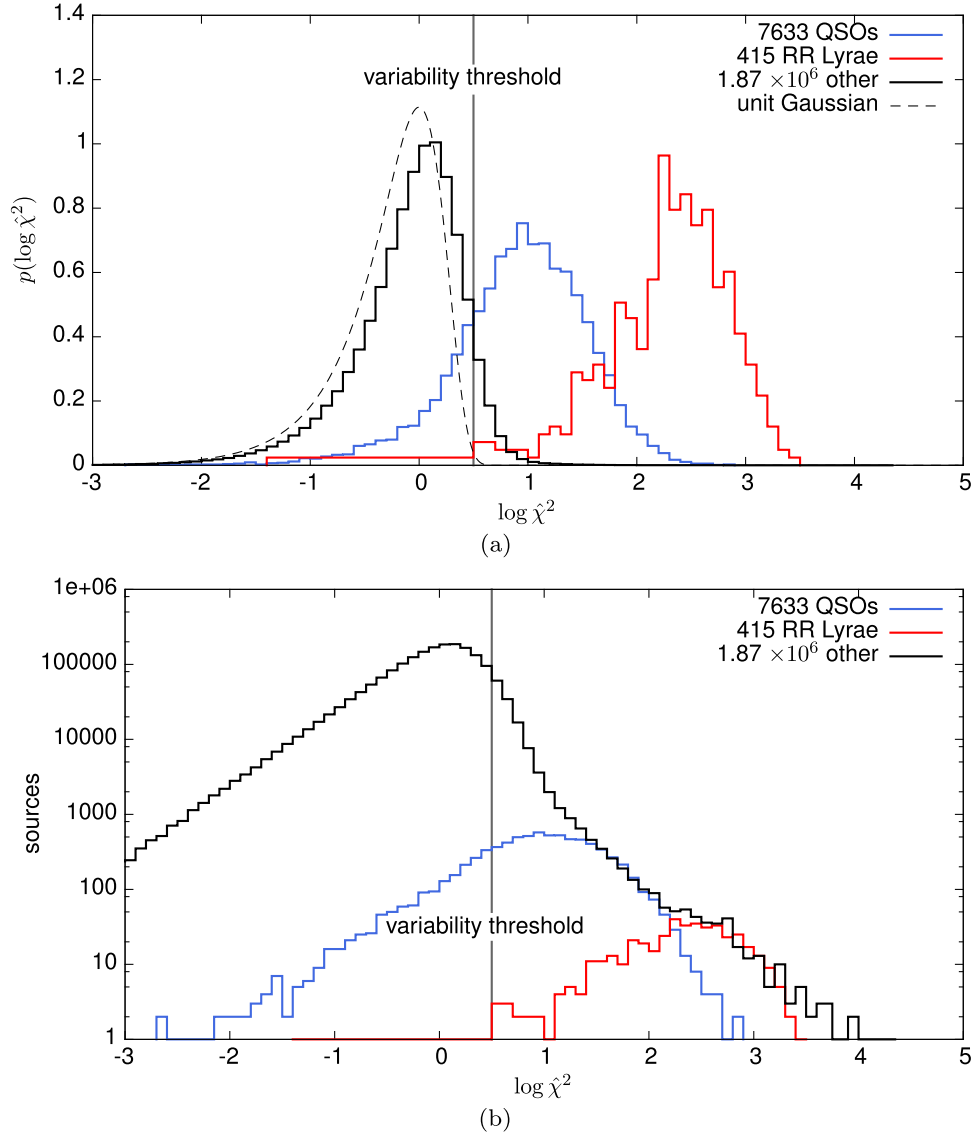 1.4
1.2
1
0.8
0.6
0.4
0.2
0
p(log χ̂²)
variability threshold
7633 QSOs
415 RR Lyrae
1.87 ×10⁶ other
unit Gaussian
-3 -2 -1 0 1 2 3 4 5
log χ̂²
(a)
1e+06
100000
10000
1000
100
10
1
sources
7633 QSOs
415 RR Lyrae
1.87 ×10⁶ other
variability threshold
-3 -2 -1 0 1 2 3 4 5
log χ̂²
(b)